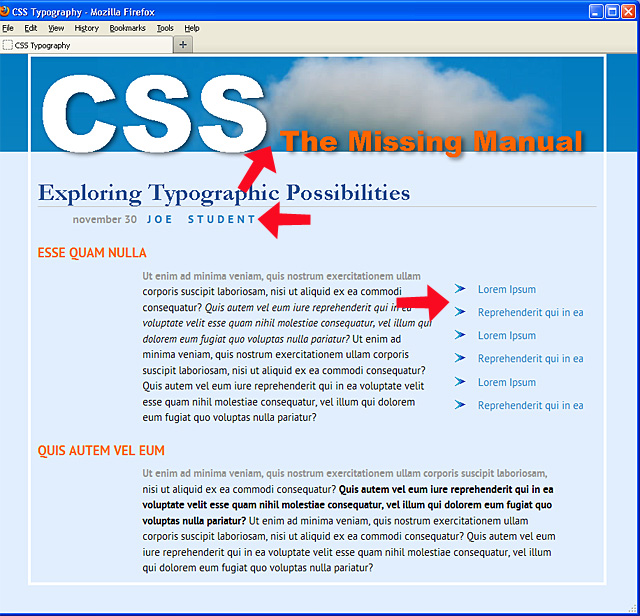 CSS Typography - Mozilla Firefox
File Edit View History Bookmarks Tools Help
CSS Typography +
CSS The Missing Manual
Exploring Typographic Possibilities
november 30 JOE STUDENT
ESSE QUAM NULLA
Ut enim ad minima veniam, quis nostrum exercitationem ullam
corporis suscipit laboriosam, nisi ut aliquid ex ea commodi
consequatur? Quis autem vel eum iure reprehenderit qui in ea
voluptate velit esse quam nihil molestiae consequatur, vel illum qui
dolorem eum fugiat quo voluptas nulla pariatur? Ut enim ad
minima veniam, quis nostrum exercitationem ullam corporis
suscipit laboriosam, nisi ut aliquid ex ea commodi consequatur?
Quis autem vel eum iure reprehenderit qui in ea voluptate velit
esse quam nihil molestiae consequatur, vel illum qui dolorem
eum fugiat quo voluptas nulla pariatur?
Lorem Ipsum
Reprehenderit qui in ea
Lorem Ipsum
Reprehenderit qui in ea
Lorem Ipsum
Reprehenderit qui in ea
QUIS AUTEM VEL EUM
Ut enim ad minima veniam, quis nostrum exercitationem ullam corporis suscipit laboriosam,
nisi ut aliquid ex ea commodi consequatur? Quis autem vel eum iure reprehenderit qui in ea
voluptate velit esse quam nihil molestiae consequatur, vel illum qui dolorem eum fugiat quo
voluptas nulla pariatur? Ut enim ad minima veniam, quis nostrum exercitationem ullam
corporis suscipit laboriosam, nisi ut aliquid ex ea commodi consequatur? Quis autem vel eum
iure reprehenderit qui in ea voluptate velit esse quam nihil molestiae consequatur, vel illum
qui dolorem eum fugiat quo voluptas nulla pariatur?